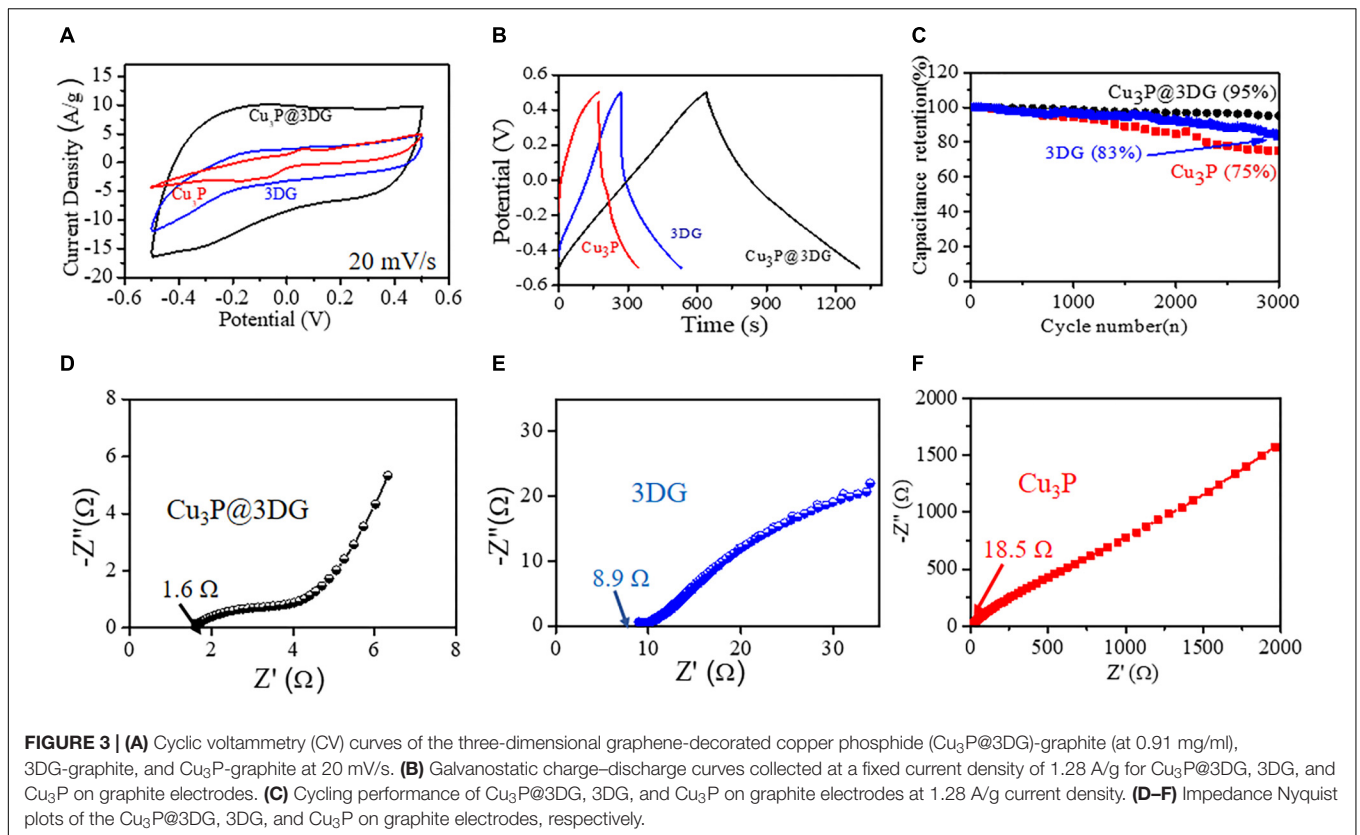 A
Current Density (A/g)
15
10
5
0
-5
-10
-15
-20
Cu₃P@3DG
Cu₃P
3DG
20 mV/s
-0.6 -0.4 -0.2 0.0 0.2 0.4 0.6
Potential (V)
B
Potential (V)
0.6
0.3
0.0
-0.3
-0.6
Cu₃P
3DG
Cu₃P@3DG
0 300 600 900 1200
Time (s)
C
Capacitance retention(%)
120
100
80
60
40
20
0
Cu₃P@3DG (95%)
3DG (83%)
Cu₃P (75%)
0 1000 2000 3000
Cycle number(n)
D
-Z"(Ω)
8
6
4
2
0
Cu₃P@3DG
1.6 Ω
2 4 6 8
Z' (Ω)
E
-Z"(Ω)
30
20
10
0
3DG
8.9 Ω
0 10 20 30
Z' (Ω)
F
-Z" (Ω)
2000
1500
1000
500
0
Cu₃P
18.5 Ω
0 500 1000 1500 2000
Z' (Ω)
FIGURE 3 | (A) Cyclic voltammetry (CV) curves of the three-dimensional graphene-decorated copper phosphide (Cu₃P@3DG)-graphite (at 0.91 mg/ml),
3DG-graphite, and Cu₃P-graphite at 20 mV/s. (B) Galvanostatic charge–discharge curves collected at a fixed current density of 1.28 A/g for Cu₃P@3DG, 3DG, and
Cu₃P on graphite electrodes. (C) Cycling performance of Cu₃P@3DG, 3DG, and Cu₃P on graphite electrodes at 1.28 A/g current density. (D–F) Impedance Nyquist
plots of the Cu₃P@3DG, 3DG, and Cu₃P on graphite electrodes, respectively.